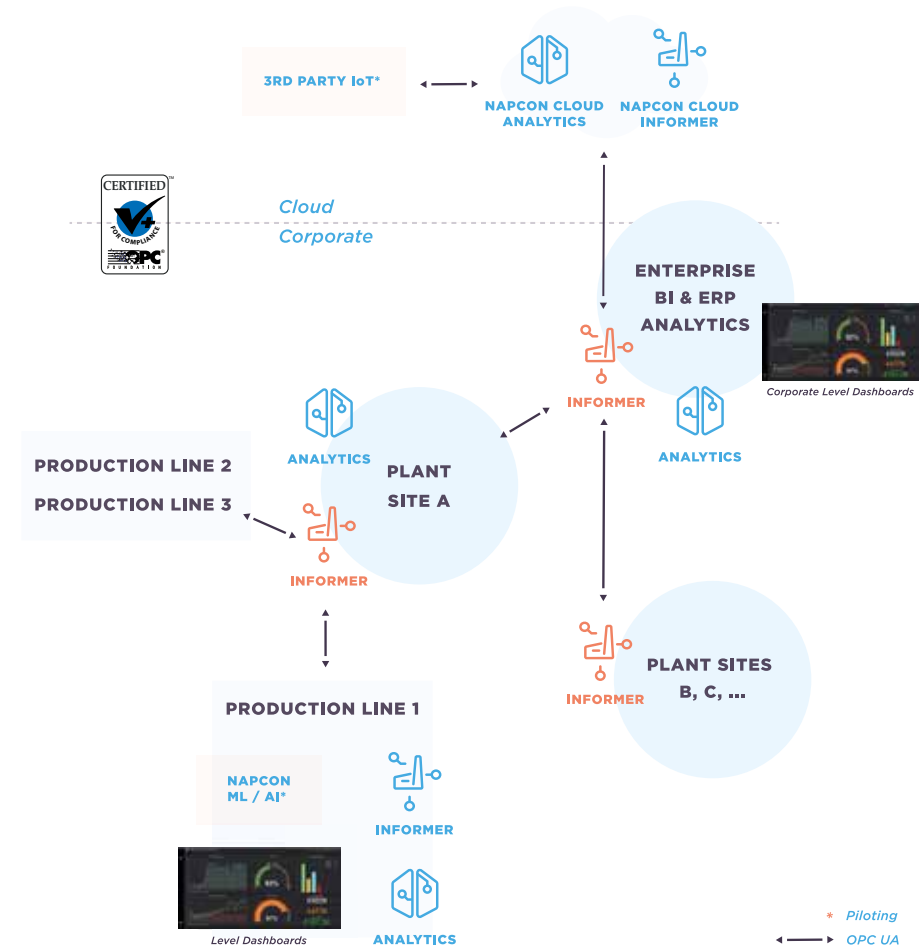 3RD PARTY IoT*
NAPCON CLOUD
ANALYTICS
NAPCON CLOUD
INFORMER
CERTIFIED
™
V+
FOR COMPLIANCE
OPC
®
FOUNDATION
Cloud
Corporate
ENTERPRISE
BI & ERP
ANALYTICS
INFORMER
Corporate Level Dashboards
ANALYTICS
ANALYTICS
PLANT
SITE A
PRODUCTION LINE 2
PRODUCTION LINE 3
INFORMER
INFORMER
PLANT SITES
B, C, ...
PRODUCTION LINE 1
NAPCON
ML / AI*
INFORMER
Level Dashboards
ANALYTICS
* Piloting
OPC UA